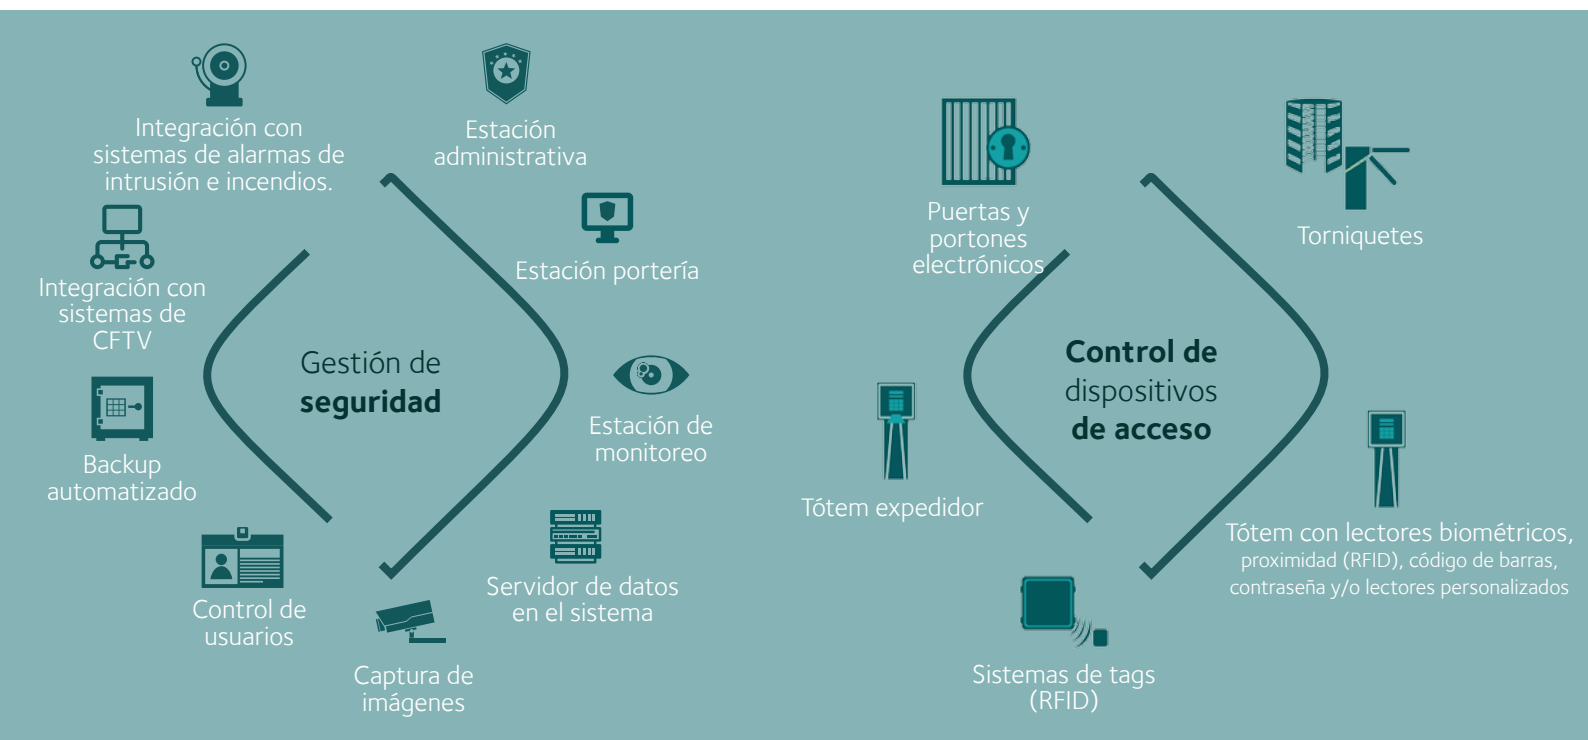 Integración con
sistemas de alarmas de
intrusión e incendios.
Estación
administrativa
Estación portería
Integración con
sistemas de
CFTV
Gestión de
seguridad
Estación de
monitoreo
Backup
automatizado
Servidor de datos
en el sistema
Control de
usuarios
Captura de
imágenes
Puertas y
portones
electrónicos
Torniquetes
Control de
dispositivos
de acceso
Tótem expedidor
Tótem con lectores biométricos,
proximidad (RFID), código de barras,
contraseña y/o lectores personalizados
Sistemas de tags
(RFID)